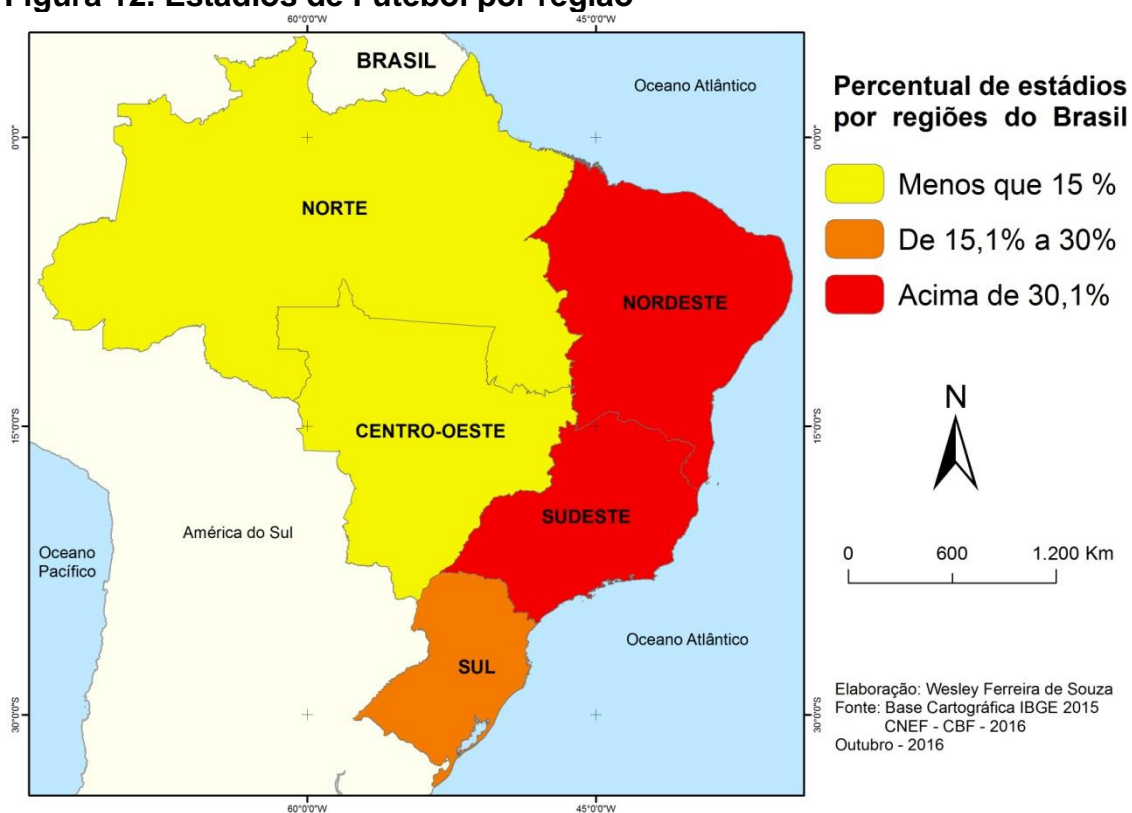 Figura 12. Estádios de Futebol por região
60°0'0"W
45°0'0"W
BRASIL
Oceano Atlântico
0°0'0"
0°0'0"
NORTE
NORDESTE
15°0'0"S
15°0'0"S
CENTRO-OESTE
SUDESTE
América do Sul
Oceano
Pacífico
Oceano Atlântico
SUL
30°0'0"S
30°0'0"S
60°0'0"W
45°0'0"W
Percentual de estádios
por regiões do Brasil
Menos que 15 %
De 15,1% a 30%
Acima de 30,1%
N
0 600 1.200 Km
Elaboração: Wesley Ferreira de Souza
Fonte: Base Cartográfica IBGE 2015
CNEF - CBF - 2016
Outubro - 2016